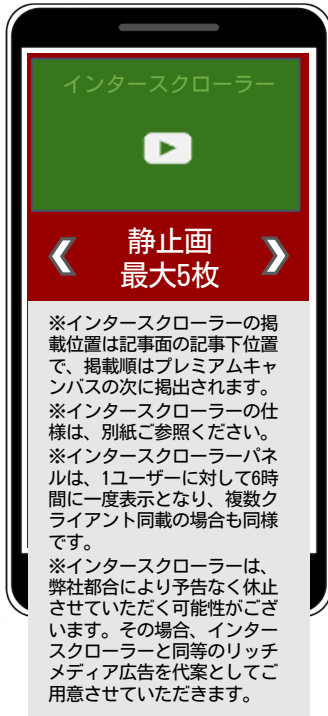 インタースクローラー
静止画
最大5枚
※インタースクローラーの掲
載位置は記事面の記事下位置
で、掲載順はプレミアムキャ
ンバスの次に掲出されます。
※インタースクローラーの仕
様は、別紙ご参照ください。
※インタースクローラーパネ
ルは、1ユーザーに対して6時
間に一度表示となり、複数ク
ライアント同載の場合も同様
です。
※インタースクローラーは、
弊社都合により予告なく休止
させていただく可能性がござ
います。その場合、インター
スクローラーと同等のリッチ
メディア広告を代案としてご
用意させていただきます。